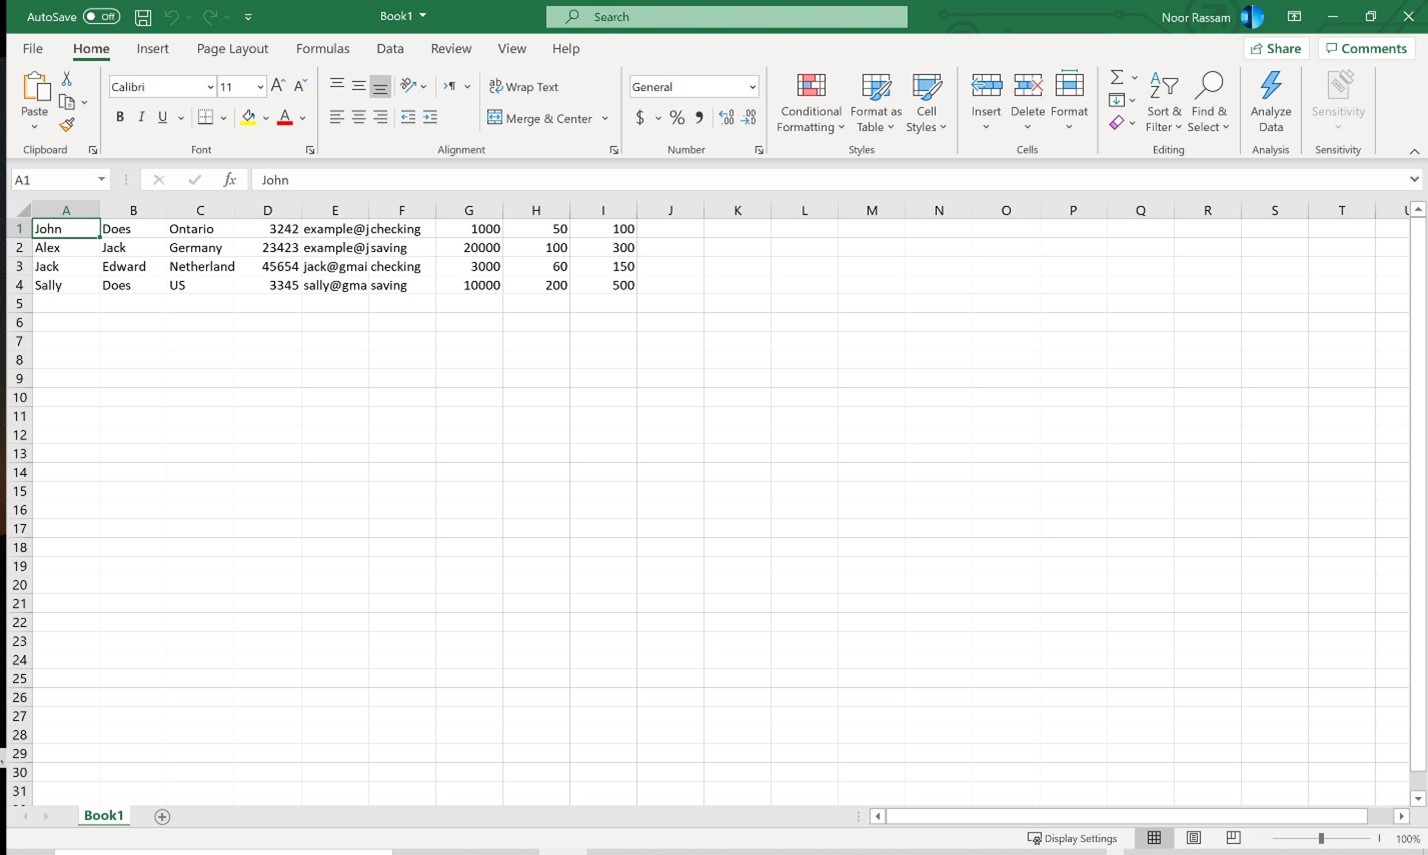 AutoSave Off Book1 Search Noor Rassam
File Home Insert Page Layout Formulas Data Review View Help Share Comments
Paste
Clipboard
Calibri 11 A^ A˅
B I U A
Font
ab Wrap Text
Merge & Center
Alignment
General
$ % 9 .00
Number
Conditional Formatting
Format as Table
Cell Styles
Styles
Insert Delete Format
Cells
Sort & Filter
Find & Select
Editing
Analyze Data
Analysis
Sensitivity
Sensitivity
A1 fx John
A B C D E F G H I J K L M N O P Q R S T
1 John Does Ontario 3242 example@j checking 1000 50 100
2 Alex Jack Germany 23423 example@j saving 20000 100 300
3 Jack Edward Netherland 45654 jack@gmai checking 3000 60 150
4 Sally Does US 3345 sally@gma saving 10000 200 500
5
6
7
8
9
10
11
12
13
14
15
16
17
18
19
20
21
22
23
24
25
26
27
28
29
30
31
Book1
Display Settings 100%